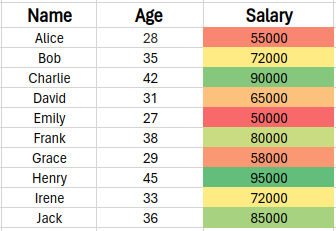 Name Age Salary
Alice 28 55000
Bob 35 72000
Charlie 42 90000
David 31 65000
Emily 27 50000
Frank 38 80000
Grace 29 58000
Henry 45 95000
Irene 33 72000
Jack 36 85000